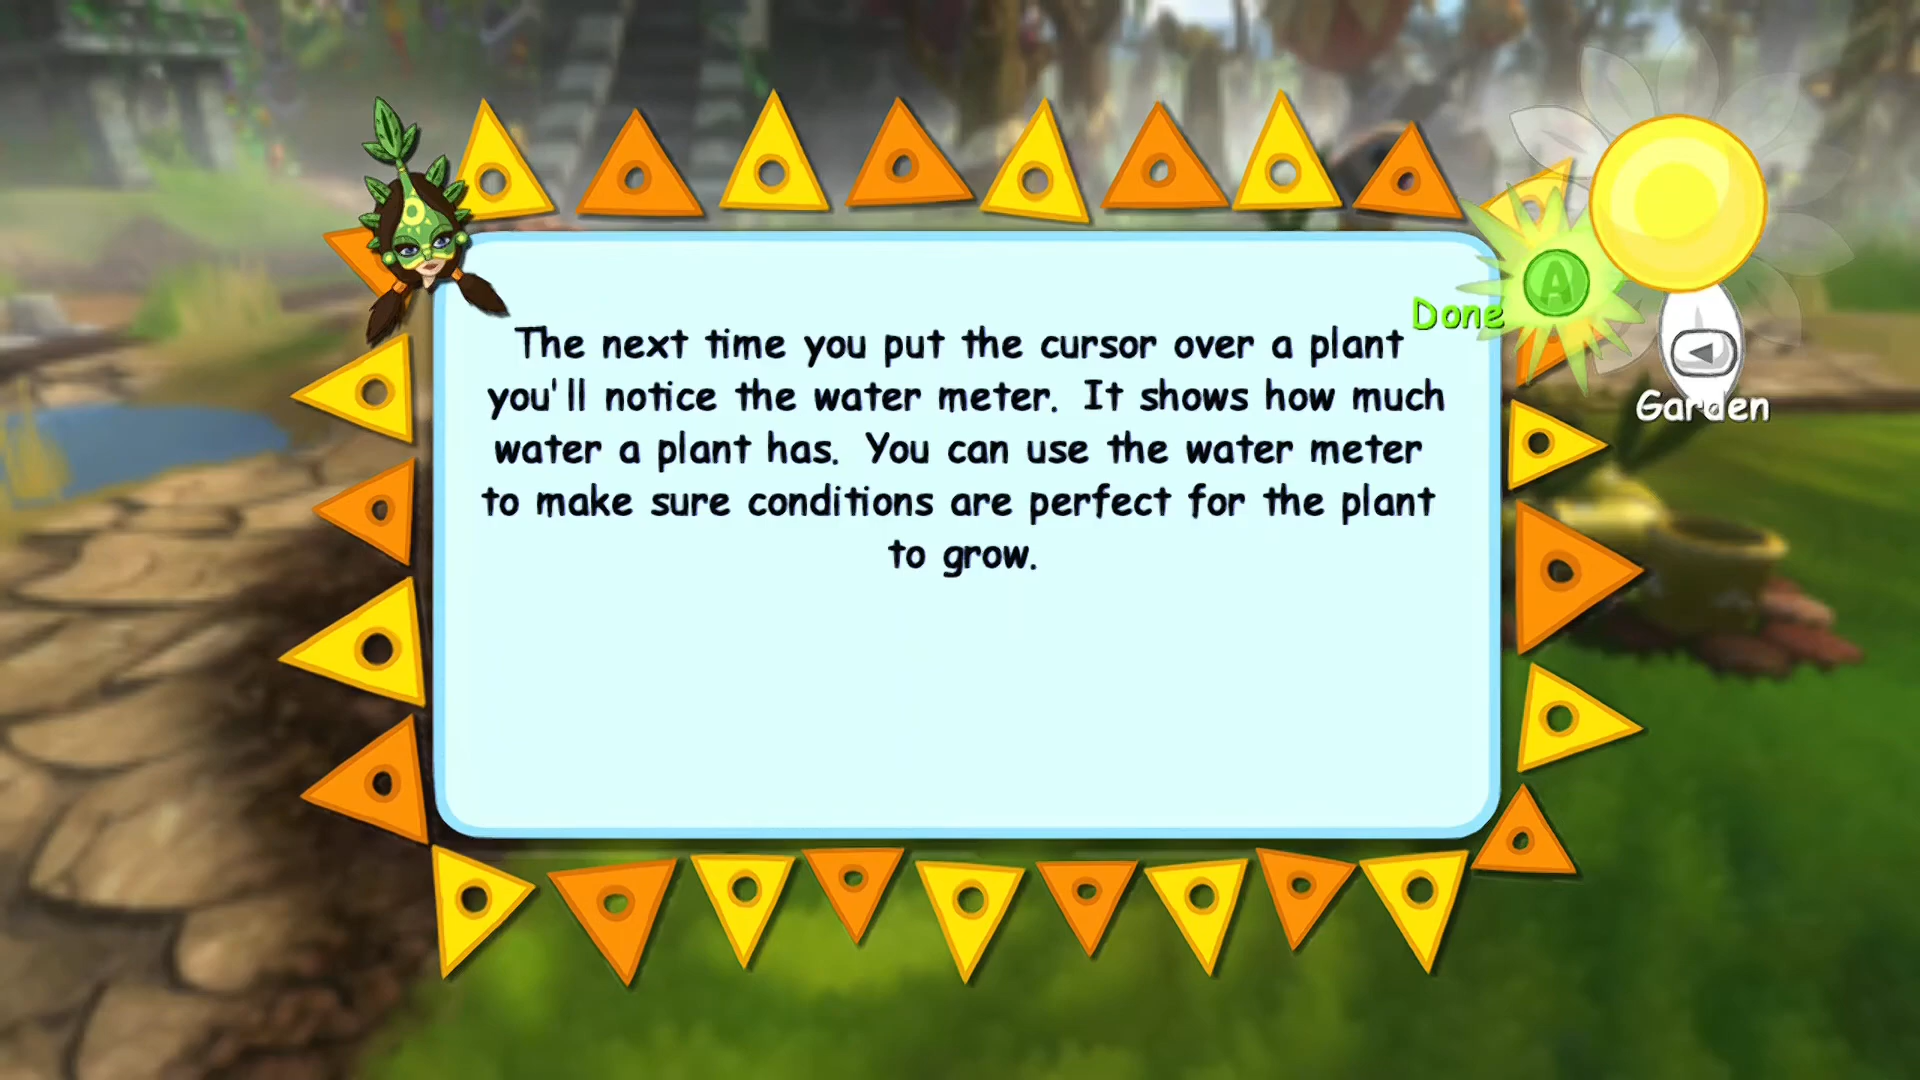 The next time you put the cursor over a plant
you'll notice the water meter. It shows how much
water a plant has. You can use the water meter
to make sure conditions are perfect for the plant
to grow.
Done
A
Garden